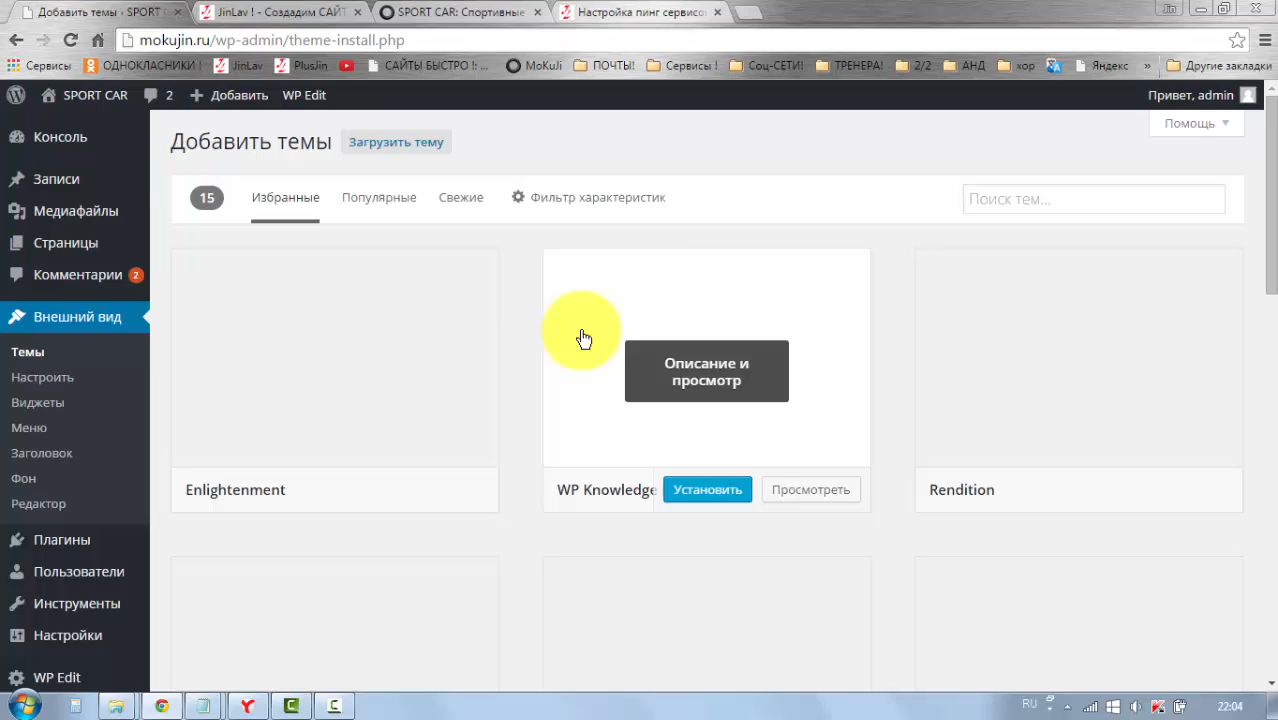 Добавить темы ‹ SPORT C
JinLav ! - Создадим САЙТ
SPORT CAR: Спортивные
Настройка пинг сервисо
Jin
mokujin.ru/wp-admin/theme-install.php
Сервисы
ОДНОКЛАСНИКИ !
JinLav
PlusJin
САЙТЫ БЫСТРО !: ...
MoKuJi
ПОЧТЫ!
Сервисы !
Соц-СЕТИ!
ТРЕНЕРА!
2/2
АНД
хор
Яндекс
»
Другие закладки
SPORT CAR
2
Добавить
WP Edit
Привет, admin
Консоль
Записи
Медиафайлы
Страницы
Комментарии 2
Внешний вид
Темы
Настроить
Виджеты
Меню
Заголовок
Фон
Редактор
Плагины
Пользователи
Инструменты
Настройки
WP Edit
Помощь
Добавить темы
Загрузить тему
15
Избранные
Популярные
Свежие
Фильтр характеристик
Поиск тем...
Описание и
просмотр
Enlightenment
WP Knowledge
Установить
Просмотреть
Rendition
RU
22:04